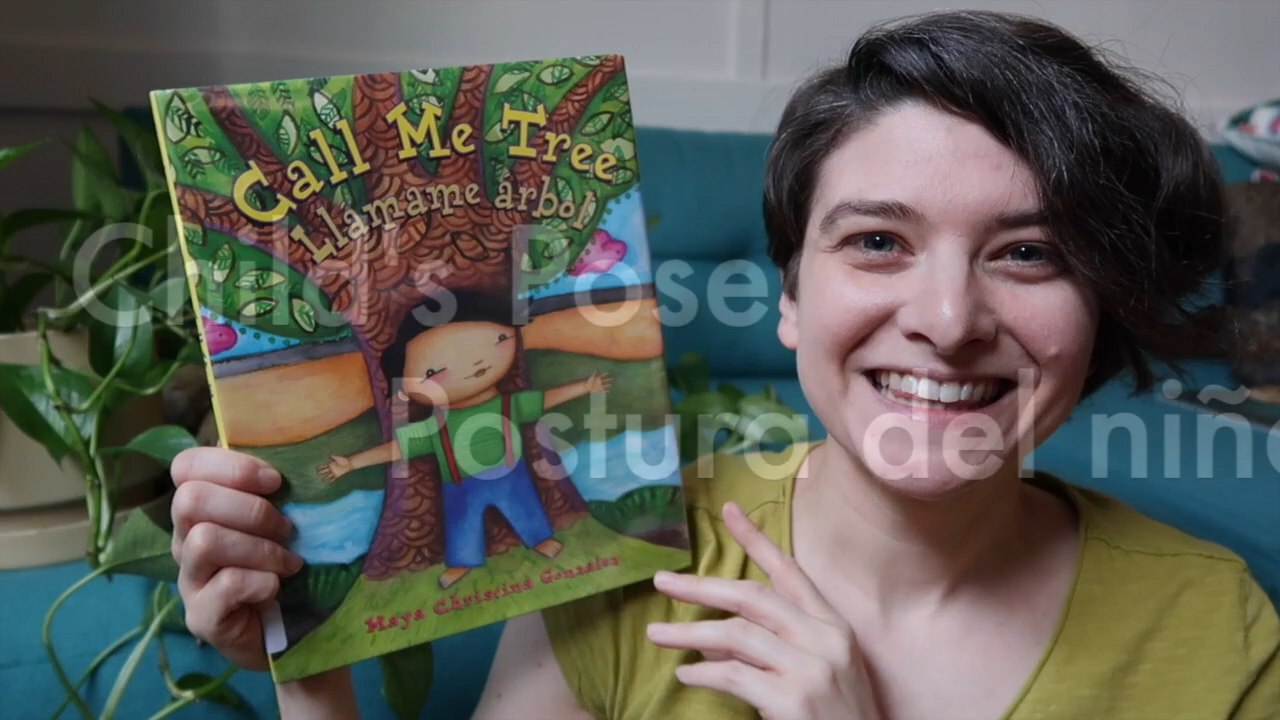 Call Me Tree
Llámame árbol
Child's Pose
Postura del niño
Maya Christina Gonzalez